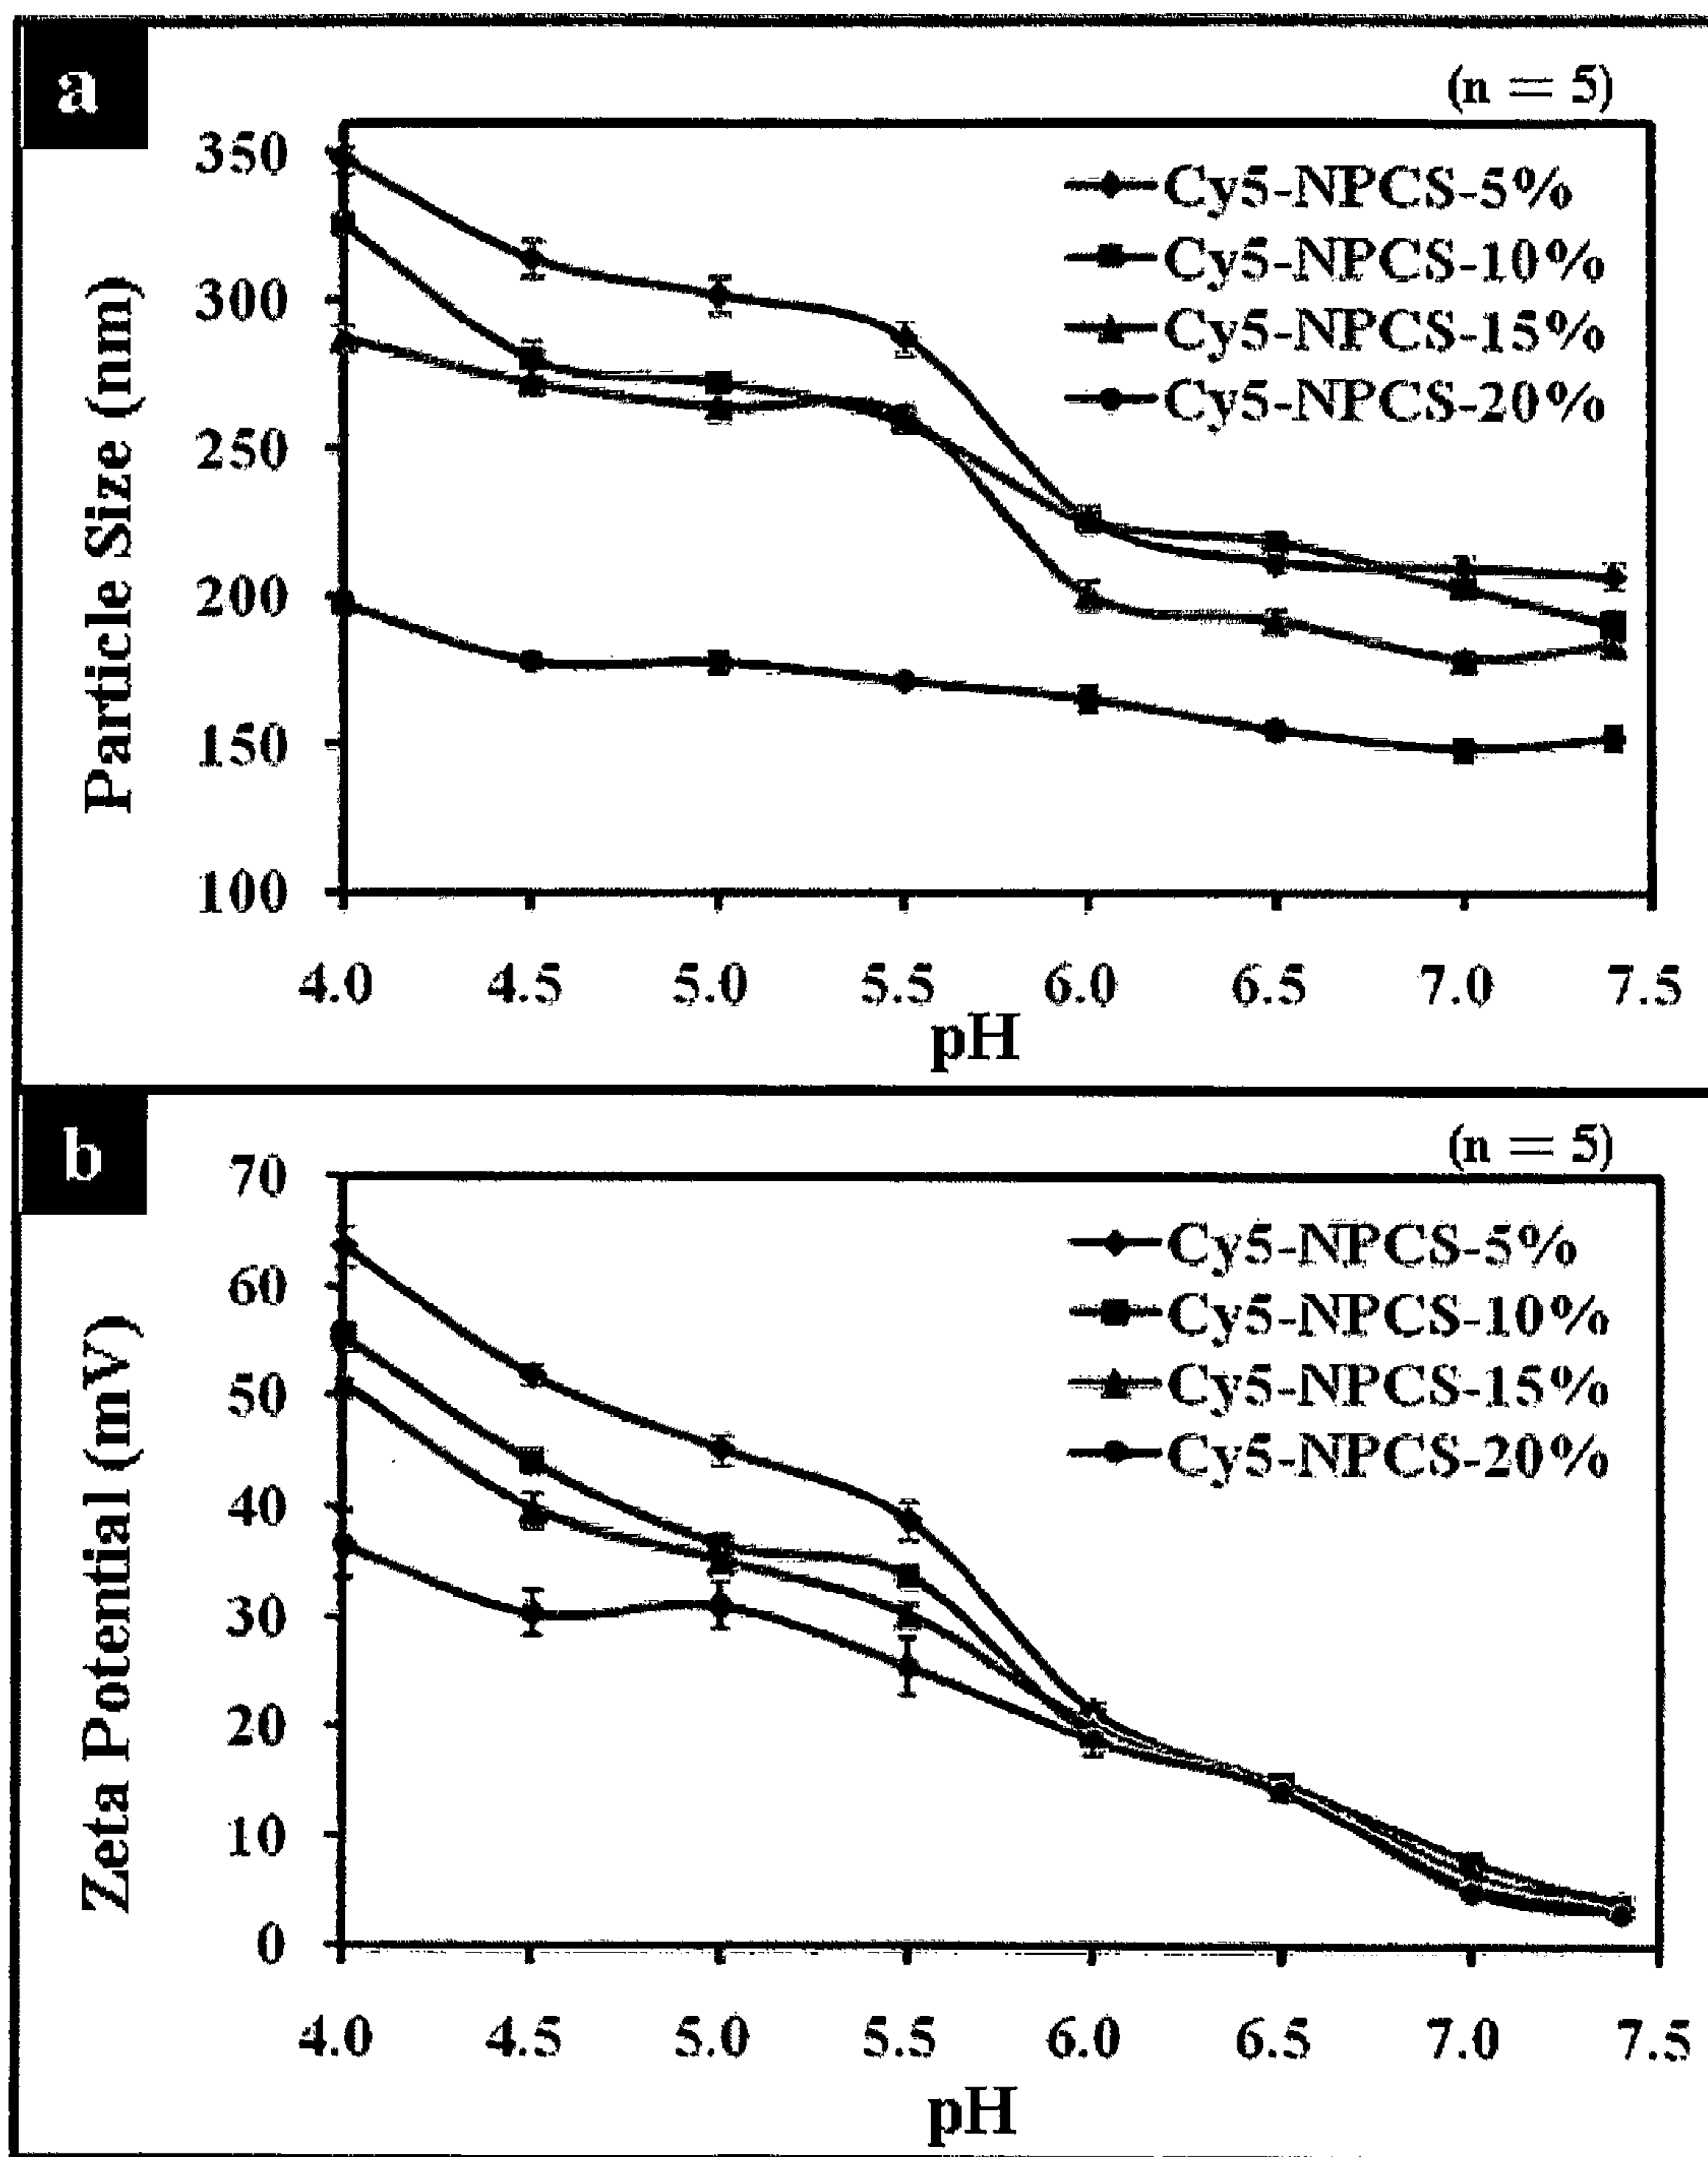 a
(n = 5)
350
300
250
200
150
100
Particle Size (nm)
Cy5-NPCS-5%
Cy5-NPCS-10%
Cy5-NPCS-15%
Cy5-NPCS-20%
4.0 4.5 5.0 5.5 6.0 6.5 7.0 7.5
pH
b
(n = 5)
70
60
50
40
30
20
10
0
Zeta Potential (mV)
Cy5-NPCS-5%
Cy5-NPCS-10%
Cy5-NPCS-15%
Cy5-NPCS-20%
4.0 4.5 5.0 5.5 6.0 6.5 7.0 7.5
pH